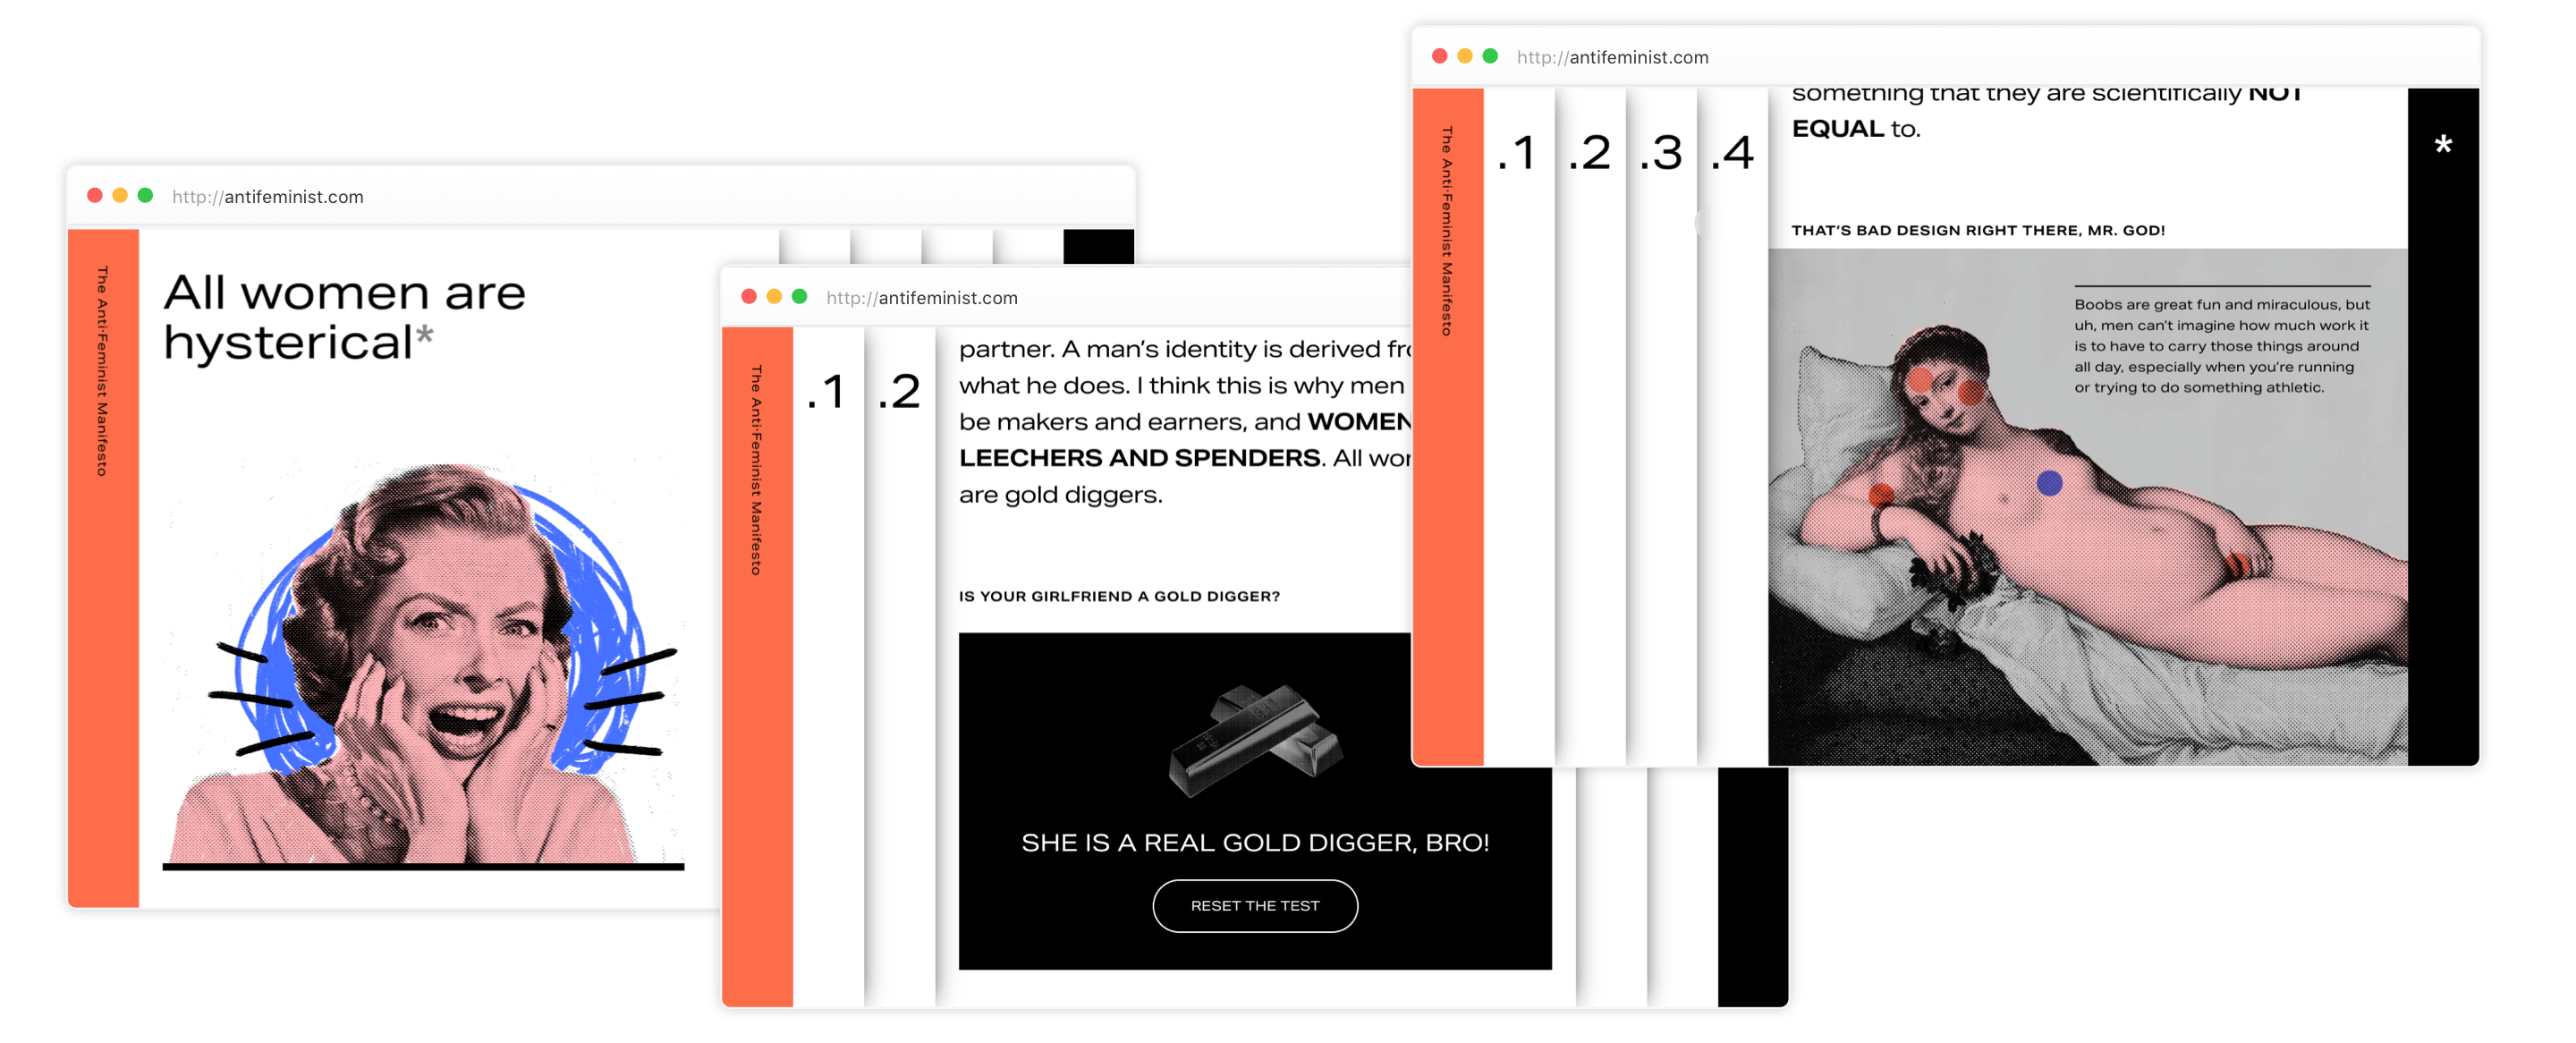 http://antifeminist.com
The Anti·Feminist Manifesto
All women are
hysterical*
http://antifeminist.com
The Anti·Feminist Manifesto
.1
.2
partner. A man’s identity is derived
what he does. I think this is why men
be makers and earners, and WOMEN
LEECHERS AND SPENDERS. All
are gold diggers.
IS YOUR GIRLFRIEND A GOLD DIGGER?
SHE IS A REAL GOLD DIGGER, BRO!
RESET THE TEST
http://antifeminist.com
The Anti·Feminist Manifesto
.1
.2
.3
.4
something that they are scientifically NOT
EQUAL to.
THAT’S BAD DESIGN RIGHT THERE, MR. GOD!
Boobs are great fun and miraculous, but
uh, men can’t imagine how much work it
is to have to carry those things around
all day, especially when you’re running
or trying to do something athletic.
*